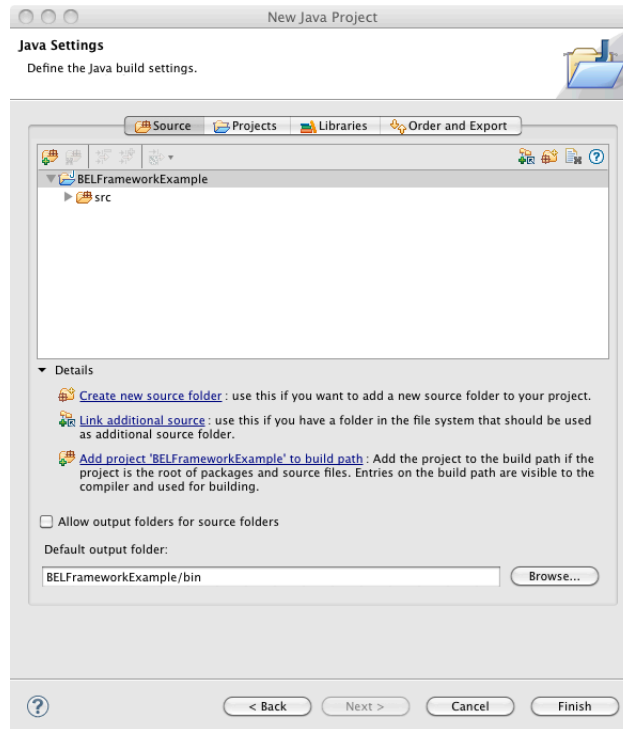 New Java Project
Java Settings
Define the Java build settings.
Source Projects Libraries Order and Export
BELFrameworkExample
src
Details
Create new source folder : use this if you want to add a new source folder to your project.
Link additional source : use this if you have a folder in the file system that should be used
as additional source folder.
Add project 'BELFrameworkExample' to build path : Add the project to the build path if the
project is the root of packages and source files. Entries on the build path are visible to the
compiler and used for building.
Allow output folders for source folders
Default output folder:
BELFrameworkExample/bin Browse...
? < Back Next > Cancel Finish